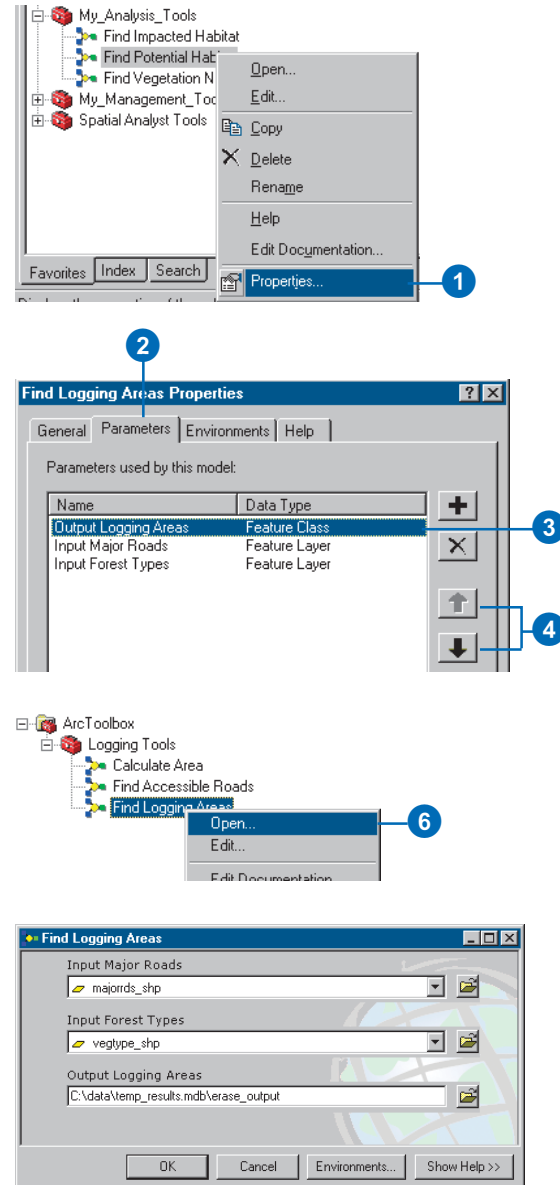 My_Analysis_Tools
Find Impacted Habitat
Find Potential Hab
Find Vegetation N
My_Management_Too
Spatial Analyst Tools
Open...
Edit...
Copy
Delete
Rename
Help
Edit Documentation...
Properties...
1
Favorites Index Search
2
Find Logging Areas Properties
General Parameters Environments Help
Parameters used by this model:
Name Data Type
Output Logging Areas Feature Class
3
Input Major Roads Feature Layer
Input Forest Types Feature Layer
4
ArcToolbox
Logging Tools
Calculate Area
Find Accessible Roads
Find Logging Areas
Open...
6
Edit...
Edit Documentation
Find Logging Areas
Input Major Roads
majorrds_shp
Input Forest Types
vegtype_shp
Output Logging Areas
C:\data\temp_results.mdb\erase_output
OK Cancel Environments... Show Help >>